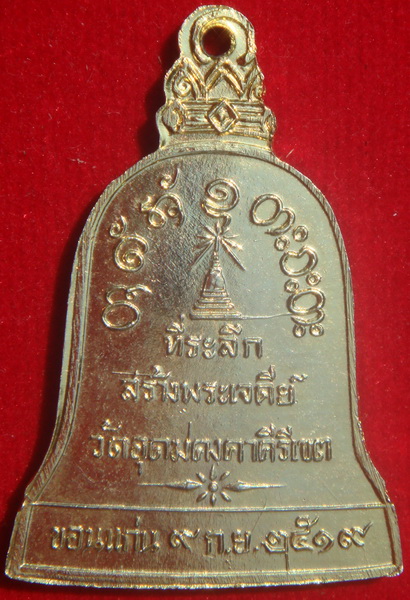 ที่ระลึก
สร้างพระเจดีย์
วัดอุดมคงคาคีรีเขต
ขอนแก่น ๙ ก.ย. ๒๕๑๙